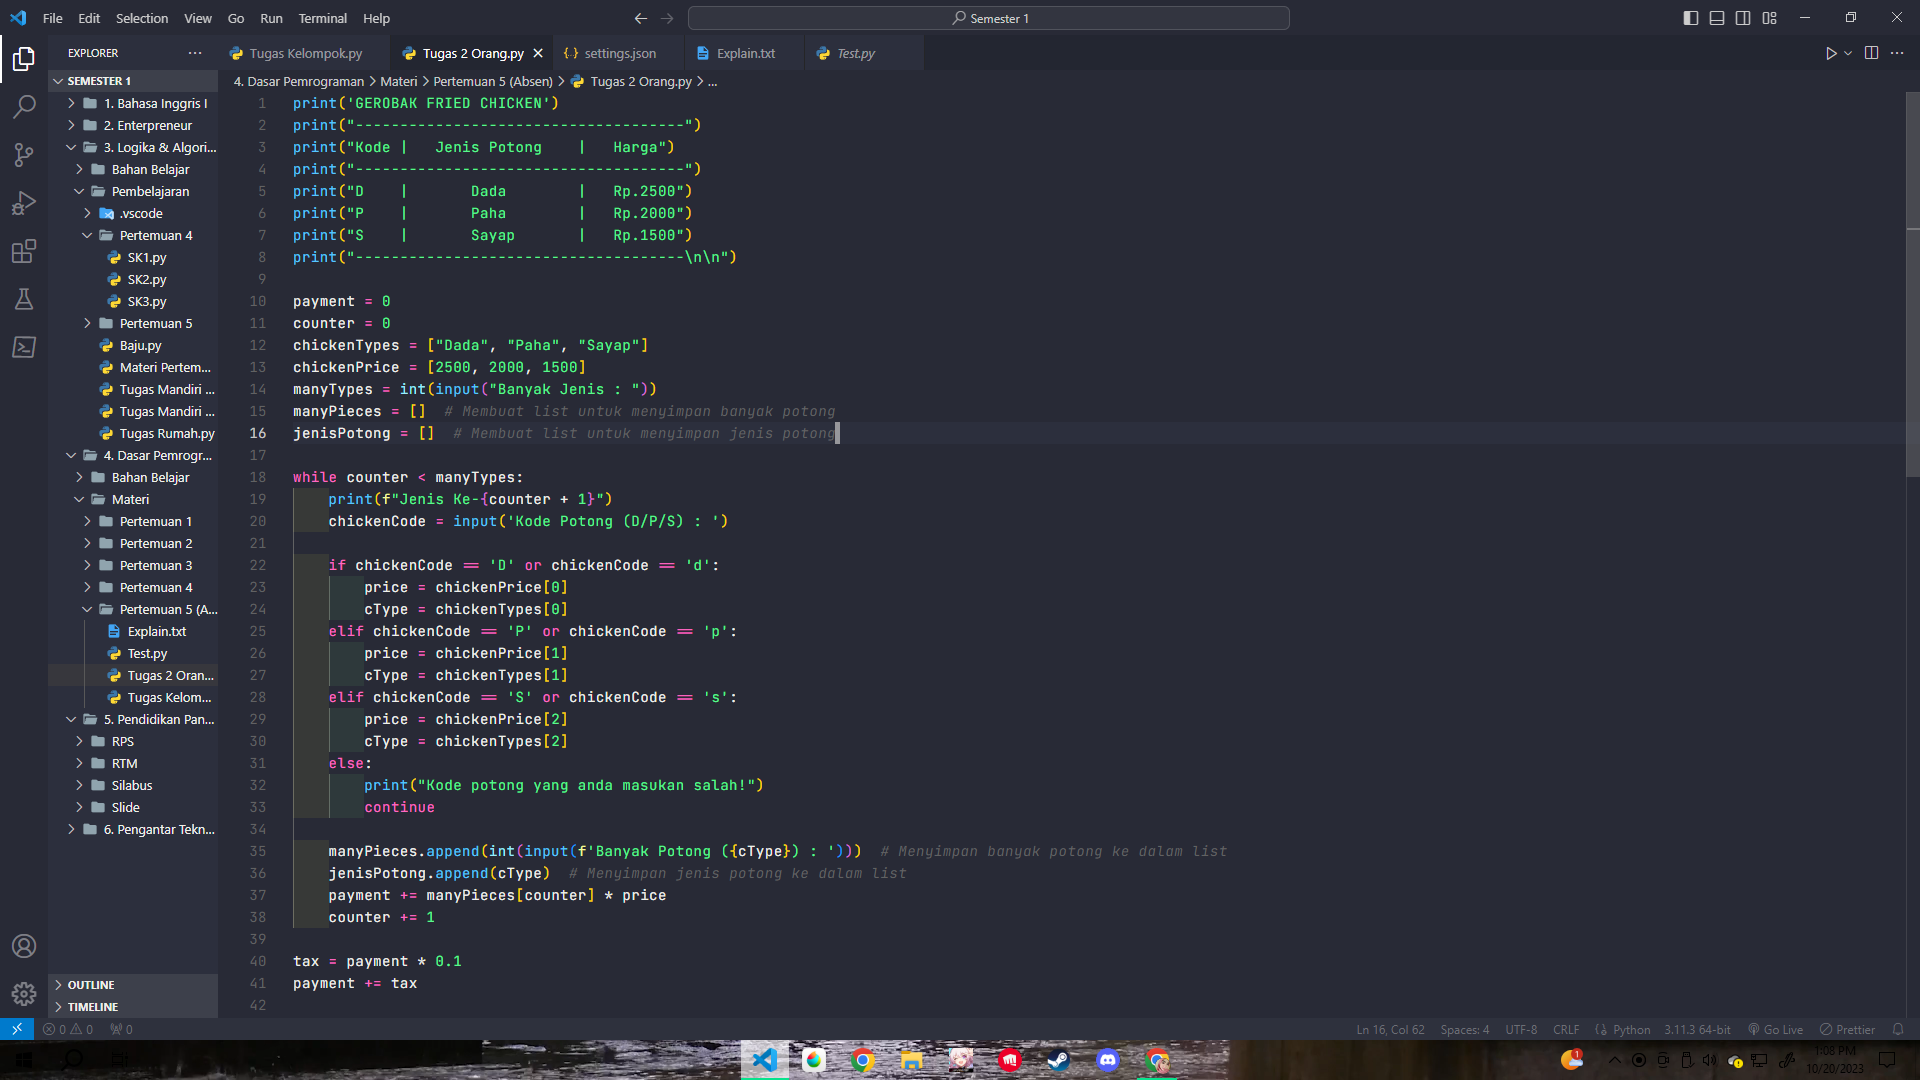 File Edit Selection View Go Run Terminal Help
Semester 1
EXPLORER
SEMESTER 1
1. Bahasa Inggris I
2. Enterpreneur
3. Logika & Algori...
Bahan Belajar
Pembelajaran
.vscode
Pertemuan 4
SK1.py
SK2.py
SK3.py
Pertemuan 5
Baju.py
Materi Pertem...
Tugas Mandiri ...
Tugas Mandiri ...
Tugas Rumah.py
4. Dasar Pemrogr...
Bahan Belajar
Materi
Pertemuan 1
Pertemuan 2
Pertemuan 3
Pertemuan 4
Pertemuan 5 (A...
Explain.txt
Test.py
Tugas 2 Oran...
Tugas Kelom...
5. Pendidikan Pan...
RPS
RTM
Silabus
Slide
6. Pengantar Tekn...
OUTLINE
TIMELINE
Tugas Kelompok.py
Tugas 2 Orang.py
settings.json
Explain.txt
Test.py
4. Dasar Pemrograman > Materi > Pertemuan 5 (Absen) > Tugas 2 Orang.py > ...
1 print('GEROBAK FRIED CHICKEN')
2 print("-------------------------------------")
3 print("Kode |   Jenis Potong    |   Harga")
4 print("-------------------------------------")
5 print("D    |       Dada        |   Rp.2500")
6 print("P    |       Paha        |   Rp.2000")
7 print("S    |       Sayap       |   Rp.1500")
8 print("-------------------------------------\n\n")
9
10 payment = 0
11 counter = 0
12 chickenTypes = ["Dada", "Paha", "Sayap"]
13 chickenPrice = [2500, 2000, 1500]
14 manyTypes = int(input("Banyak Jenis : "))
15 manyPieces = []  # Membuat list untuk menyimpan banyak potong
16 jenisPotong = []  # Membuat list untuk menyimpan jenis potong
17
18 while counter < manyTypes:
19     print(f"Jenis Ke-{counter + 1}")
20     chickenCode = input('Kode Potong (D/P/S) : ')
21
22     if chickenCode == 'D' or chickenCode == 'd':
23         price = chickenPrice[0]
24         cType = chickenTypes[0]
25     elif chickenCode == 'P' or chickenCode == 'p':
26         price = chickenPrice[1]
27         cType = chickenTypes[1]
28     elif chickenCode == 'S' or chickenCode == 's':
29         price = chickenPrice[2]
30         cType = chickenTypes[2]
31     else:
32         print("Kode potong yang anda masukan salah!")
33         continue
34
35     manyPieces.append(int(input(f'Banyak Potong ({cType}) : ')))  # Menyimpan banyak potong ke dalam list
36     jenisPotong.append(cType)  # Menyimpan jenis potong ke dalam list
37     payment += manyPieces[counter] * price
38     counter += 1
39
40 tax = payment * 0.1
41 payment += tax
42
0 0 0
Ln 16, Col 62 Spaces: 4 UTF-8 CRLF Python 3.11.3 64-bit Go Live Prettier
1
1:08 PM
10/20/2023